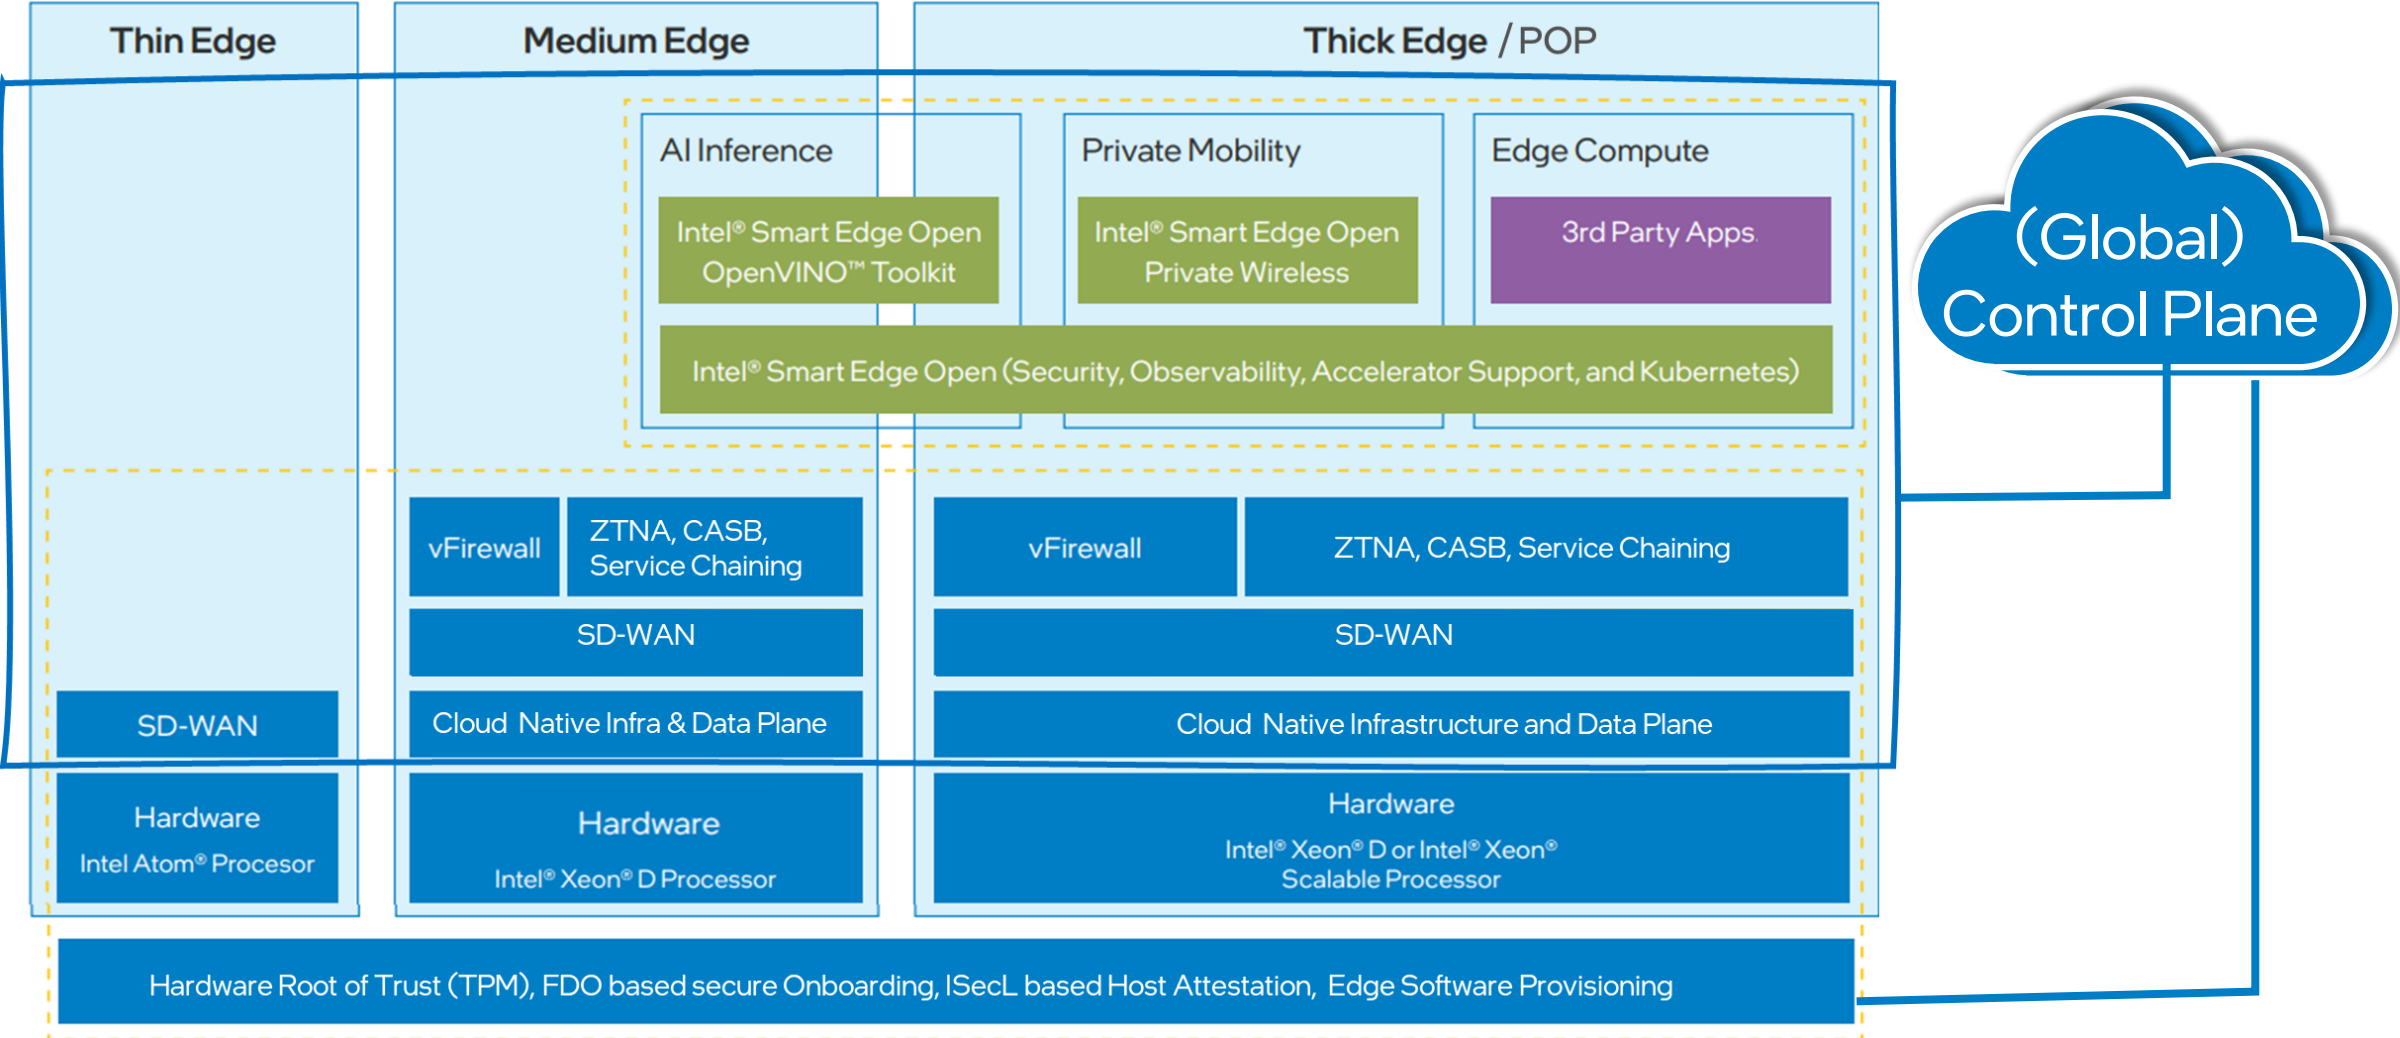 Thin Edge
Medium Edge
Thick Edge / POP
AI Inference
Private Mobility
Edge Compute
Intel® Smart Edge Open
OpenVINO™ Toolkit
Intel® Smart Edge Open
Private Wireless
3rd Party Apps
Intel® Smart Edge Open (Security, Observability, Accelerator Support, and Kubernetes)
(Global)
Control Plane
vFirewall
ZTNA, CASB,
Service Chaining
vFirewall
ZTNA, CASB, Service Chaining
SD-WAN
SD-WAN
SD-WAN
Cloud Native Infra & Data Plane
Cloud Native Infrastructure and Data Plane
Hardware
Intel Atom® Procesor
Hardware
Intel® Xeon® D Processor
Hardware
Intel® Xeon® D or Intel® Xeon®
Scalable Processor
Hardware Root of Trust (TPM), FDO based secure Onboarding, ISecL based Host Attestation, Edge Software Provisioning